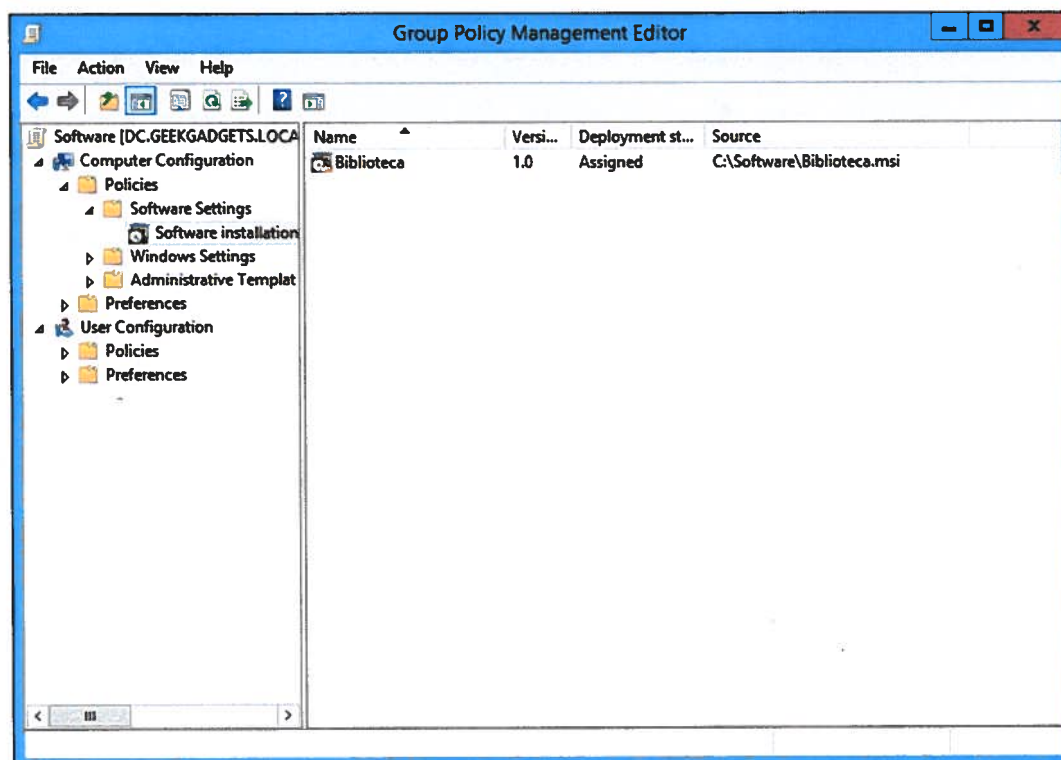 Group Policy Management Editor
File Action View Help
Software [DC.GEEKGADGETS.LOCA
Computer Configuration
Policies
Software Settings
Software installation
Windows Settings
Administrative Templat
Preferences
User Configuration
Policies
Preferences
Name Versi... Deployment st... Source
Biblioteca 1.0 Assigned C:\Software\Biblioteca.msi